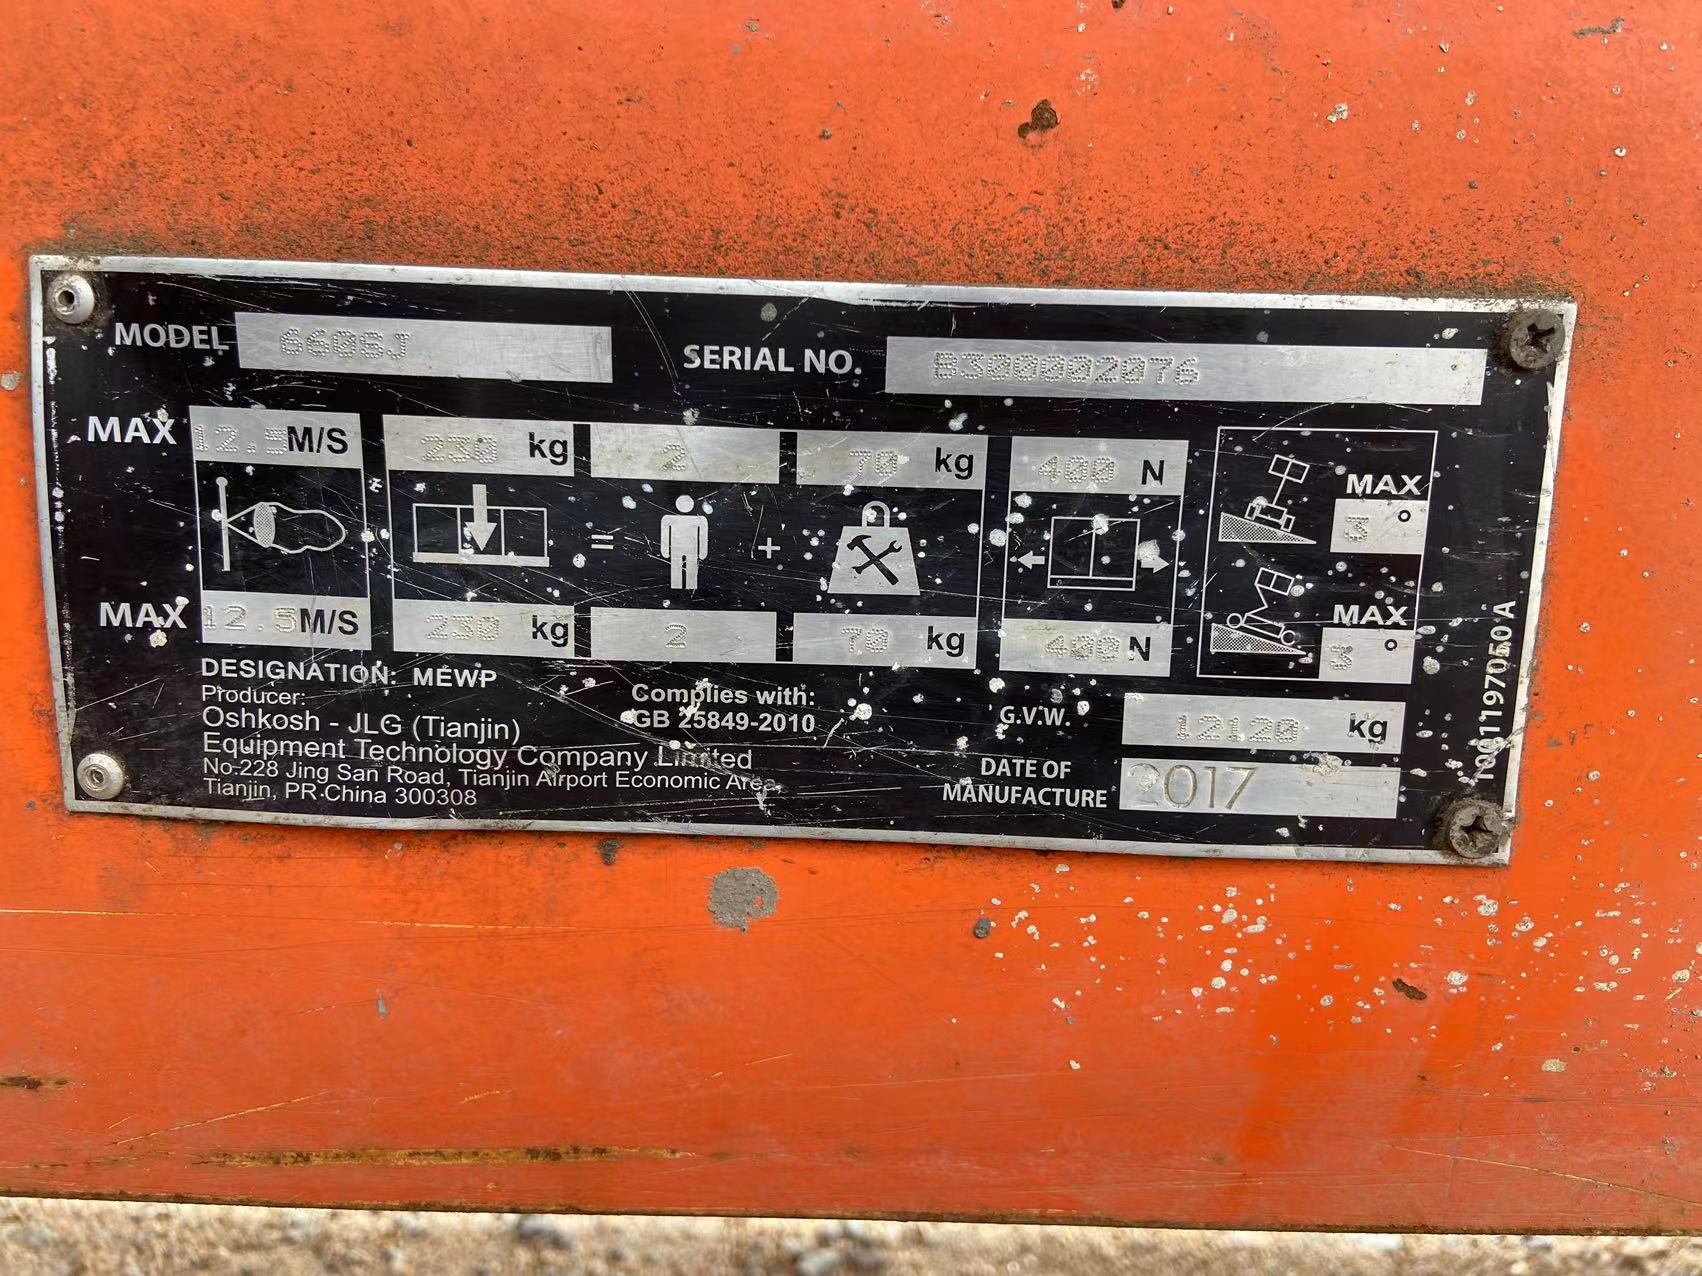 MODEL 660SJ SERIAL NO. B300002076
MAX 12.5 M/S 230 kg 2 70 kg 400 N
MAX 3°
= +
MAX 12.5 M/S 230 kg 2 70 kg 400 N
MAX 3°
DESIGNATION: MEWP
Producer:
Oshkosh - JLG (Tianjin)
Equipment Technology Company Limited
No.228 Jing San Road, Tianjin Airport Economic Area
Tianjin, PR China 300308
Complies with:
GB 25849-2010
G.V.W. 12120 kg
DATE OF
MANUFACTURE 2017
1001197050 A